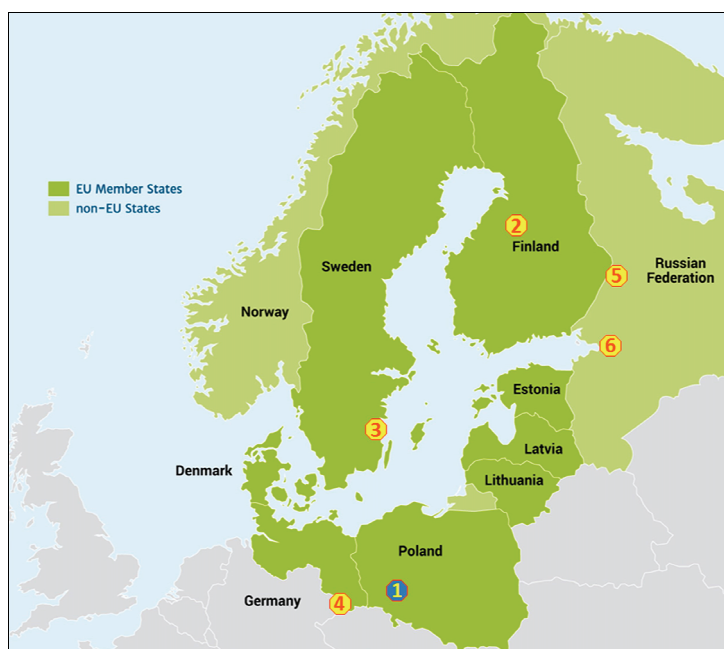 EU Member States
non-EU States
2
Finland
Sweden
5
Russian
Federation
Norway
6
Estonia
3
Latvia
Denmark
Lithuania
Poland
1
Germany
4